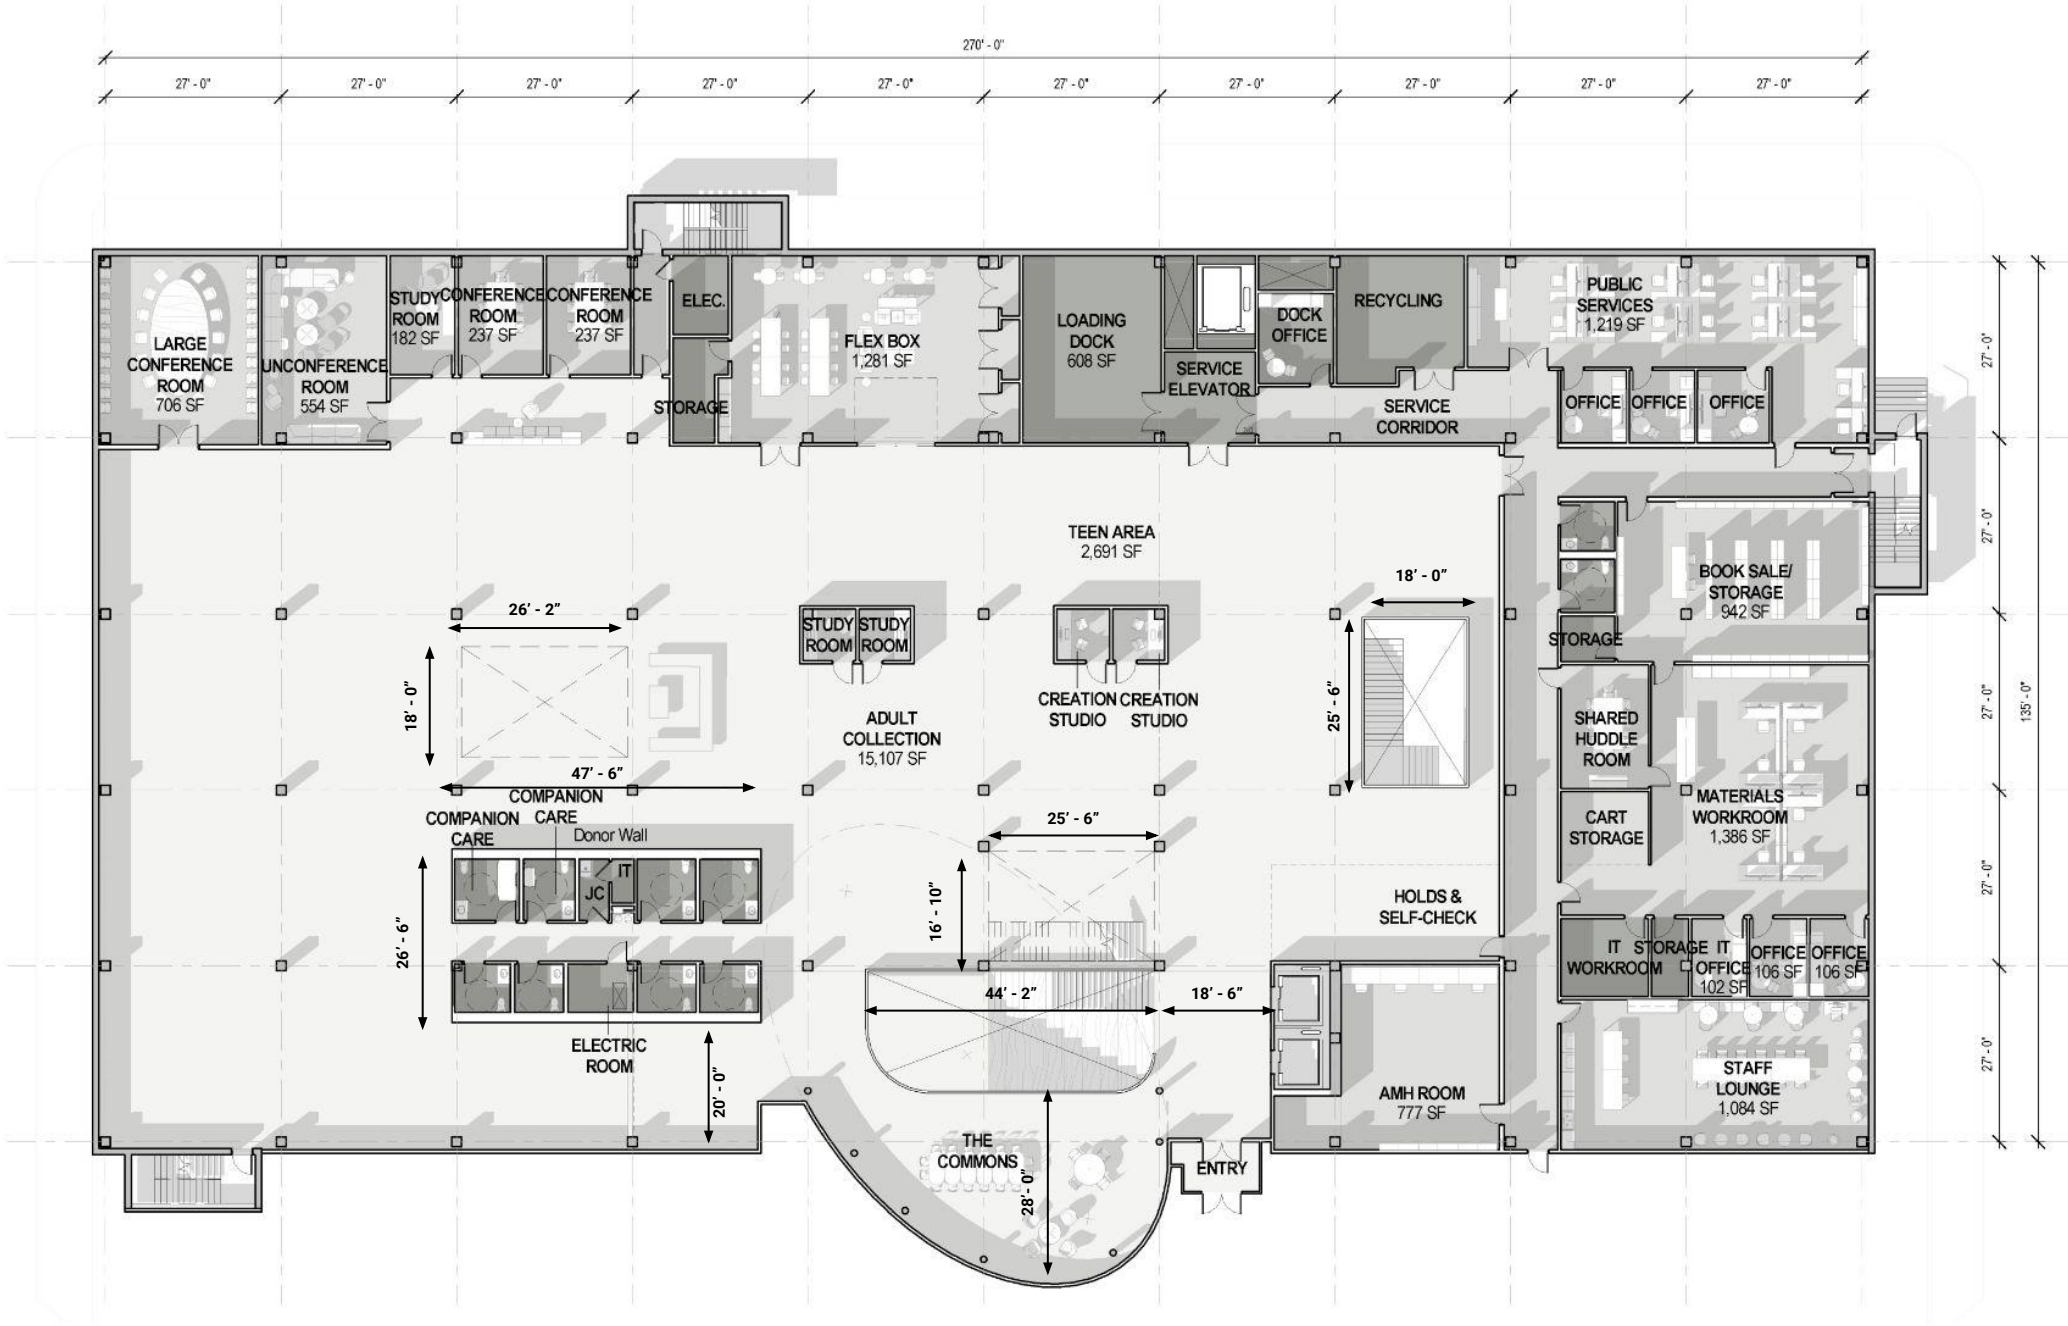 270' - 0"
27' - 0"
27' - 0"
27' - 0"
27' - 0"
27' - 0"
27' - 0"
27' - 0"
27' - 0"
27' - 0"
27' - 0"
LARGE
CONFERENCE
ROOM
706 SF
UNCONFERENCE
ROOM
554 SF
STUDY
ROOM
182 SF
CONFERENCE
ROOM
237 SF
CONFERENCE
ROOM
237 SF
ELEC.
STORAGE
FLEX BOX
1,281 SF
LOADING
DOCK
608 SF
SERVICE
ELEVATOR
DOCK
OFFICE
RECYCLING
SERVICE
CORRIDOR
PUBLIC
SERVICES
1,219 SF
OFFICE
OFFICE
OFFICE
27' - 0"
27' - 0"
27' - 0"
27' - 0"
27' - 0"
135' - 0"
TEEN AREA
2,691 SF
BOOK SALE/
STORAGE
942 SF
STORAGE
26' - 2"
18' - 0"
STUDY
ROOM
STUDY
ROOM
CREATION
STUDIO
CREATION
STUDIO
18' - 0"
25' - 6"
ADULT
COLLECTION
15,107 SF
SHARED
HUDDLE
ROOM
CART
STORAGE
MATERIALS
WORKROOM
1,386 SF
47' - 6"
COMPANION
CARE
COMPANION
CARE
Donor Wall
JC
IT
26' - 6"
25' - 6"
16' - 10"
HOLDS &
SELF-CHECK
IT
WORKROOM
STORAGE
IT
OFFICE
102 SF
OFFICE
106 SF
OFFICE
106 SF
44' - 2"
18' - 6"
ELECTRIC
ROOM
20' - 0"
AMH ROOM
777 SF
STAFF
LOUNGE
1,084 SF
THE
COMMONS
28' - 0"
ENTRY